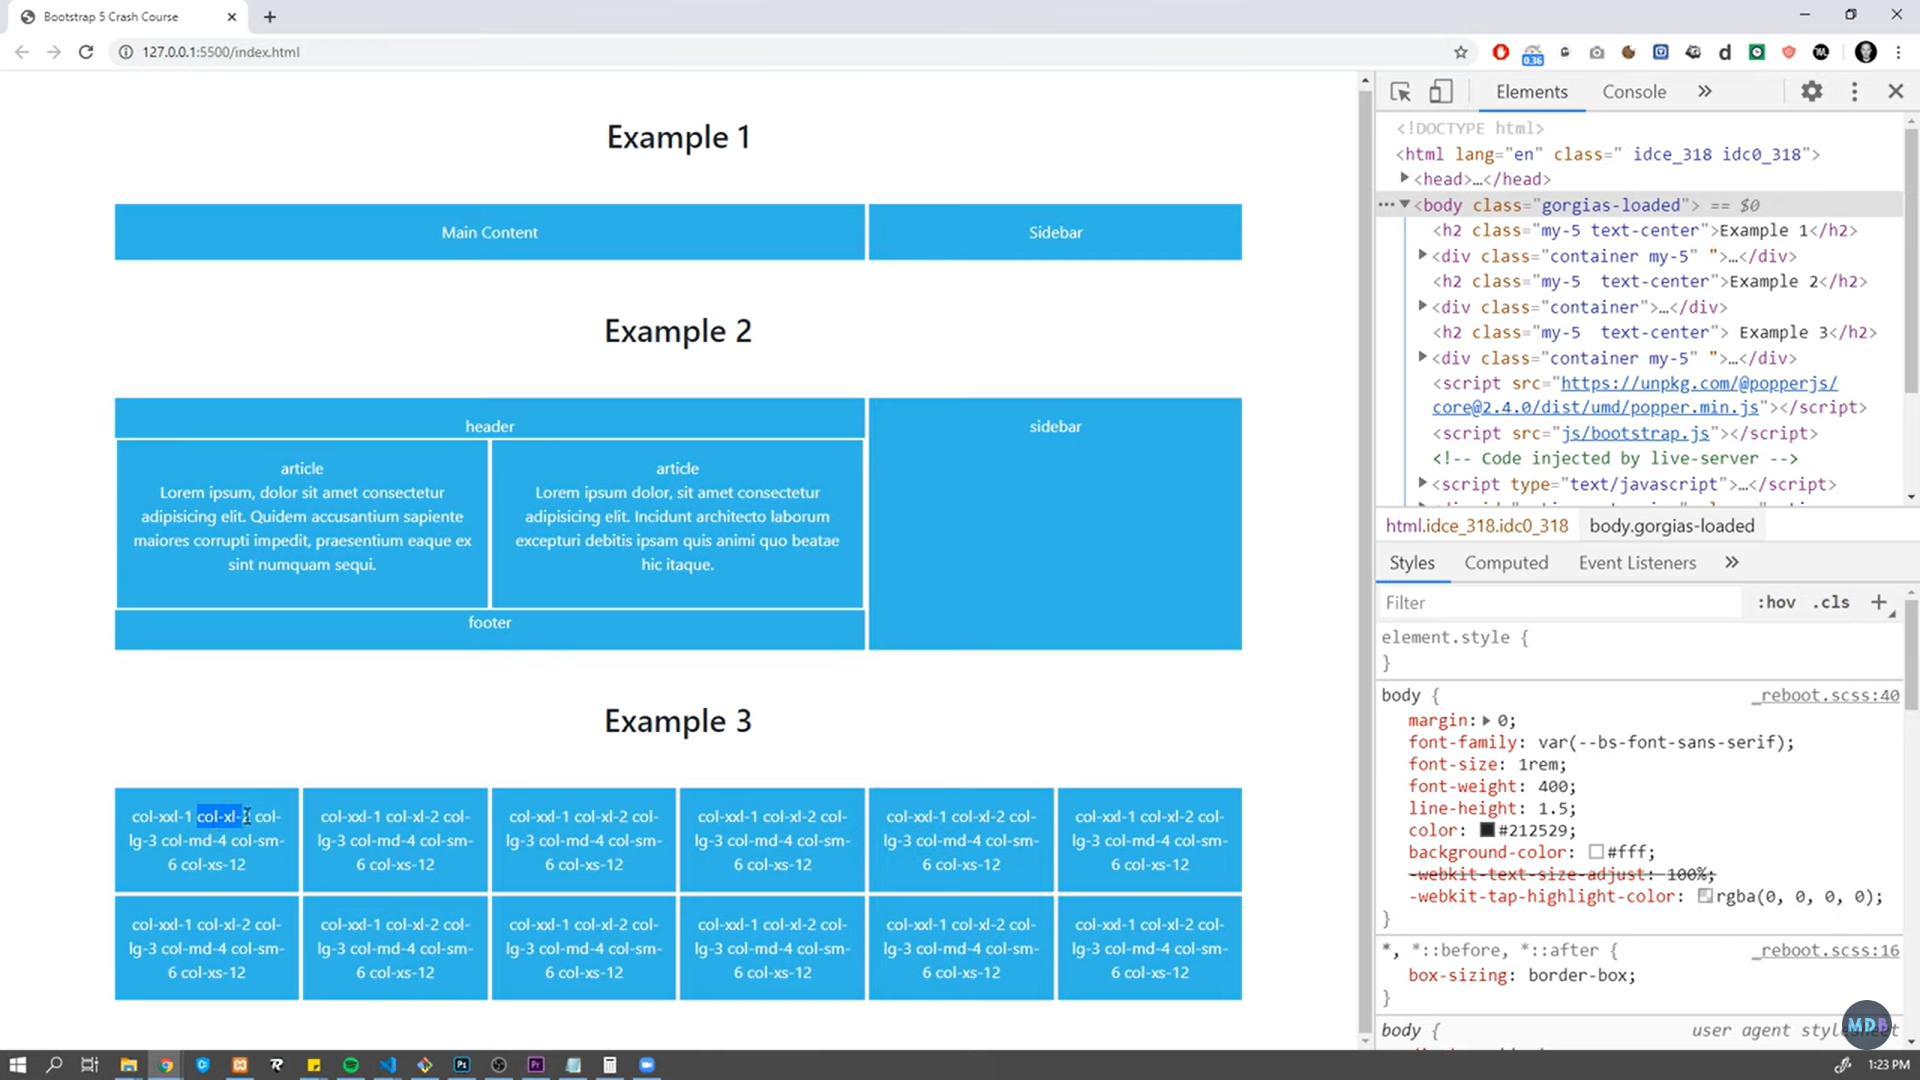 Bootstrap 5 Crash Course
127.0.0.1:5500/index.html
0.36
Example 1
Main Content
Sidebar
Example 2
header
sidebar
article
Lorem ipsum, dolor sit amet consectetur
adipisicing elit. Quidem accusantium sapiente
maiores corrupti impedit, praesentium eaque ex
sint numquam sequi.
article
Lorem ipsum dolor, sit amet consectetur
adipisicing elit. Incidunt architecto laborum
excepturi debitis ipsam quis animi quo beatae
hic itaque.
footer
Example 3
col-xxl-1 col-xl-2 col-
lg-3 col-md-4 col-sm-
6 col-xs-12
col-xxl-1 col-xl-2 col-
lg-3 col-md-4 col-sm-
6 col-xs-12
col-xxl-1 col-xl-2 col-
lg-3 col-md-4 col-sm-
6 col-xs-12
col-xxl-1 col-xl-2 col-
lg-3 col-md-4 col-sm-
6 col-xs-12
col-xxl-1 col-xl-2 col-
lg-3 col-md-4 col-sm-
6 col-xs-12
col-xxl-1 col-xl-2 col-
lg-3 col-md-4 col-sm-
6 col-xs-12
col-xxl-1 col-xl-2 col-
lg-3 col-md-4 col-sm-
6 col-xs-12
col-xxl-1 col-xl-2 col-
lg-3 col-md-4 col-sm-
6 col-xs-12
col-xxl-1 col-xl-2 col-
lg-3 col-md-4 col-sm-
6 col-xs-12
col-xxl-1 col-xl-2 col-
lg-3 col-md-4 col-sm-
6 col-xs-12
col-xxl-1 col-xl-2 col-
lg-3 col-md-4 col-sm-
6 col-xs-12
col-xxl-1 col-xl-2 col-
lg-3 col-md-4 col-sm-
6 col-xs-12
Elements Console »
<!DOCTYPE html>
<html lang="en" class=" idce_318 idc0_318">
<head>…</head>
<body class="gorgias-loaded"> == $0
<h2 class="my-5 text-center">Example 1</h2>
<div class="container my-5" ">…</div>
<h2 class="my-5  text-center">Example 2</h2>
<div class="container">…</div>
<h2 class="my-5  text-center"> Example 3</h2>
<div class="container my-5" ">…</div>
<script src="https://unpkg.com/@popperjs/
core@2.4.0/dist/umd/popper.min.js"></script>
<script src="js/bootstrap.js"></script>
<!-- Code injected by live-server -->
<script type="text/javascript">…</script>
html.idce_318.idc0_318 body.gorgias-loaded
Styles Computed Event Listeners »
Filter :hov .cls +
element.style {
}
body { _reboot.scss:40
margin: 0;
font-family: var(--bs-font-sans-serif);
font-size: 1rem;
font-weight: 400;
line-height: 1.5;
color: #212529;
background-color: #fff;
-webkit-text-size-adjust: 100%;
-webkit-tap-highlight-color: rgba(0, 0, 0, 0);
}
*, *::before, *::after { _reboot.scss:16
box-sizing: border-box;
}
body { user agent stylesheet
MDB
1:23 PM